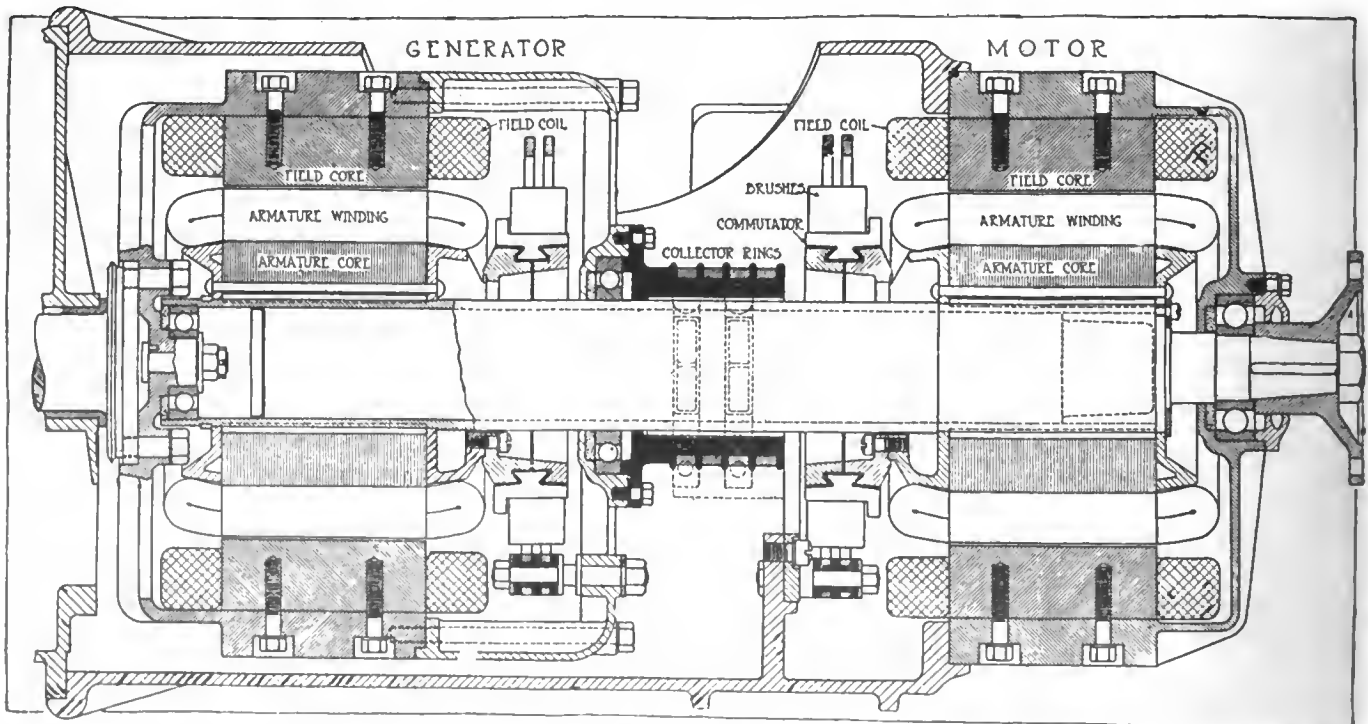 GENERATOR
MOTOR
FIELD COIL
FIELD COIL
FIELD CORE
FIELD CORE
BRUSHES
ARMATURE WINDING
ARMATURE WINDING
COMMUTATOR
COLLECTOR RINGS
ARMATURE CORE
ARMATURE CORE